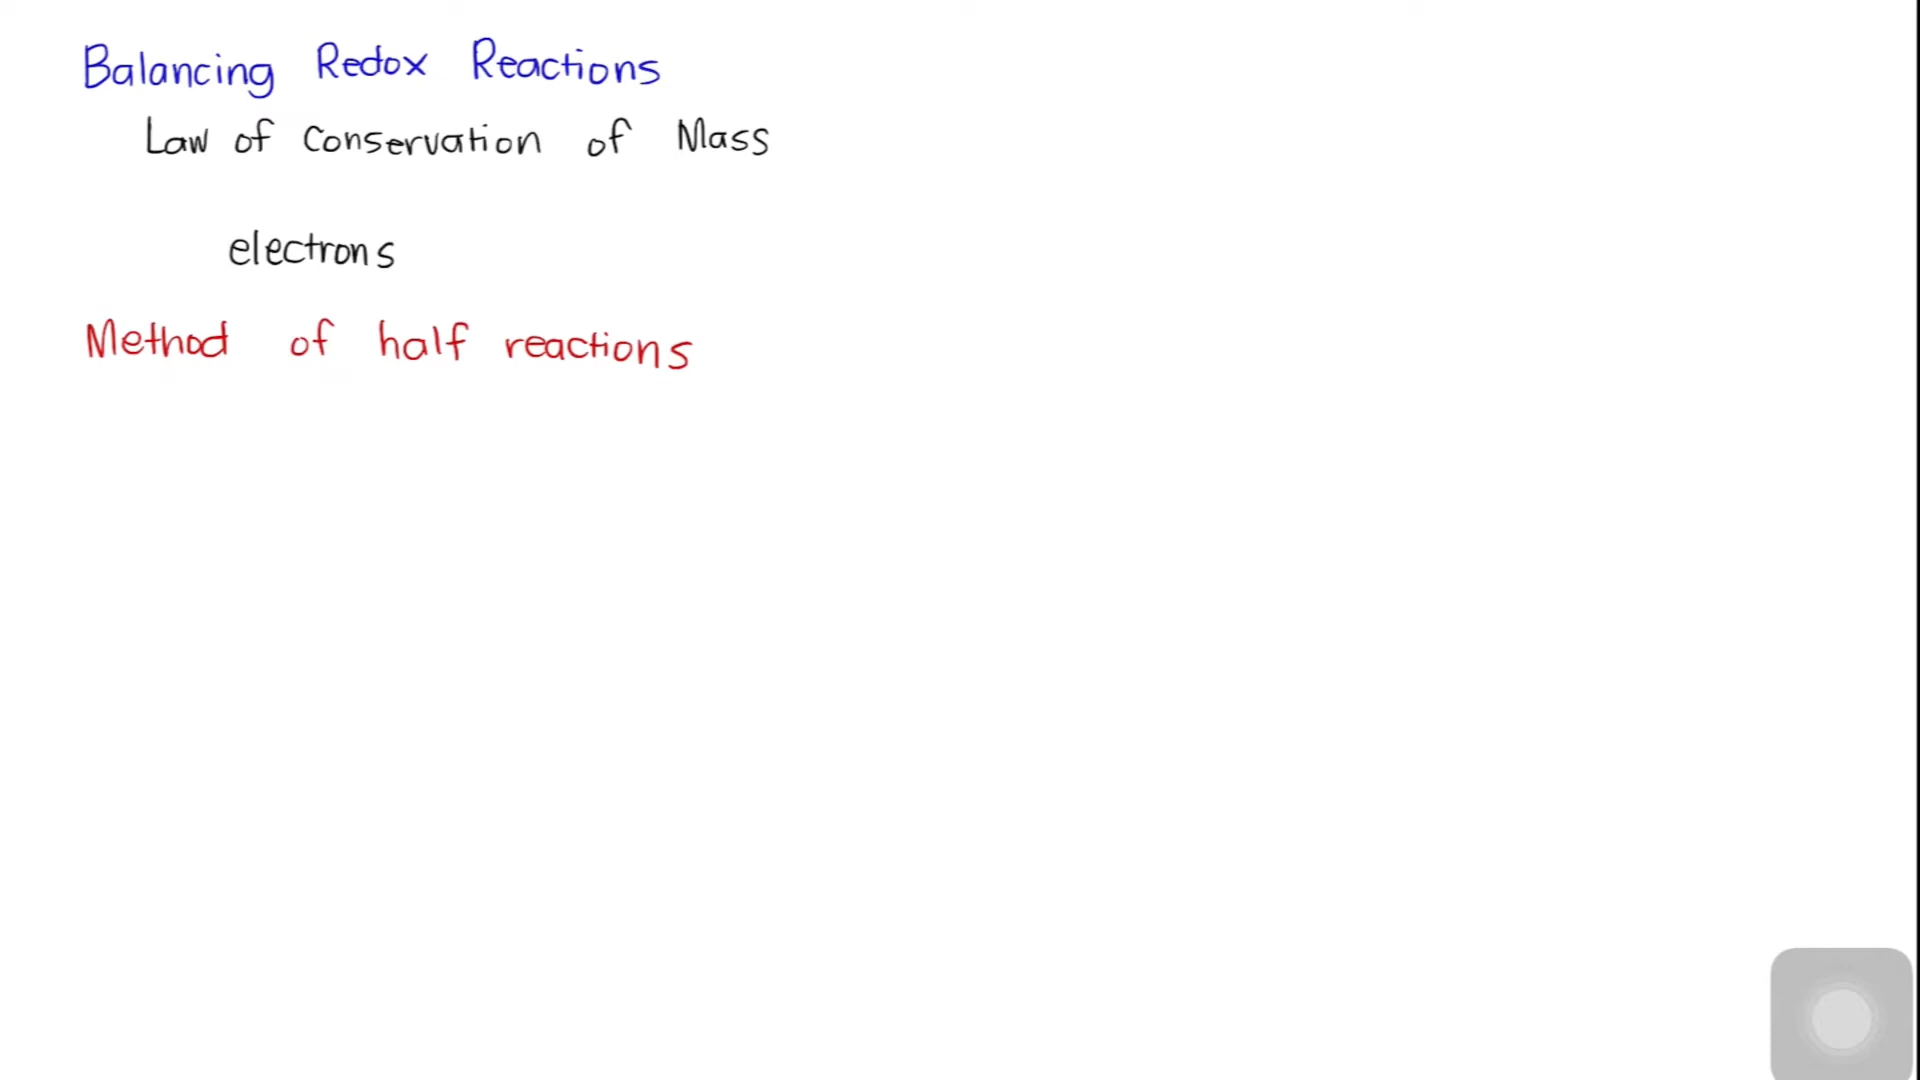 Balancing Redox Reactions
Law of Conservation of Mass
electrons
Method of half reactions